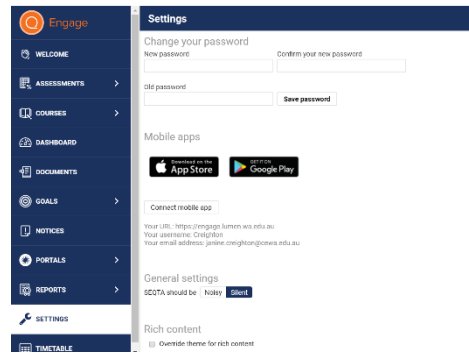 Engage
WELCOME
ASSESSMENTS
COURSES
DASHBOARD
DOCUMENTS
GOALS
NOTICES
PORTALS
REPORTS
SETTINGS
TIMETABLE
Settings
Change your password
New password
Confirm your new password
Old password
Save password
Mobile apps
Download on the
App Store
GET IT ON
Google Play
Connect mobile app
Your URL: https://engage.lumen.wa.edu.au
Your username: Creighton
Your email address: janine.creighton@cewa.edu.au
General settings
SEQTA should be Noisy Silent
Rich content
Override theme for rich content